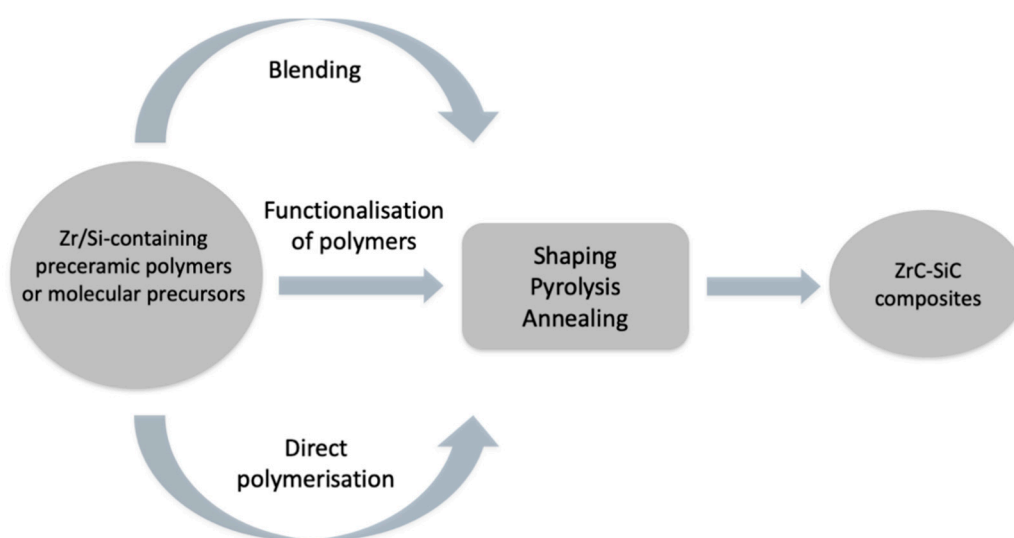 Blending
Zr/Si-containing
preceramic polymers
or molecular precursors
Functionalisation
of polymers
Shaping
Pyrolysis
Annealing
ZrC-SiC
composites
Direct
polymerisation